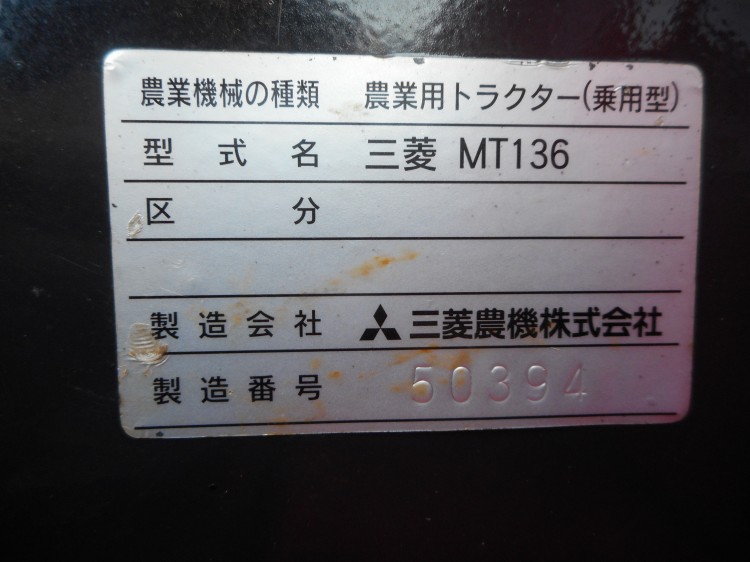 農業機械の種類 農業用トラクター(乗用型)
型式名 三菱 MT136
区分
製造会社 三菱農機株式会社
製造番号 50394